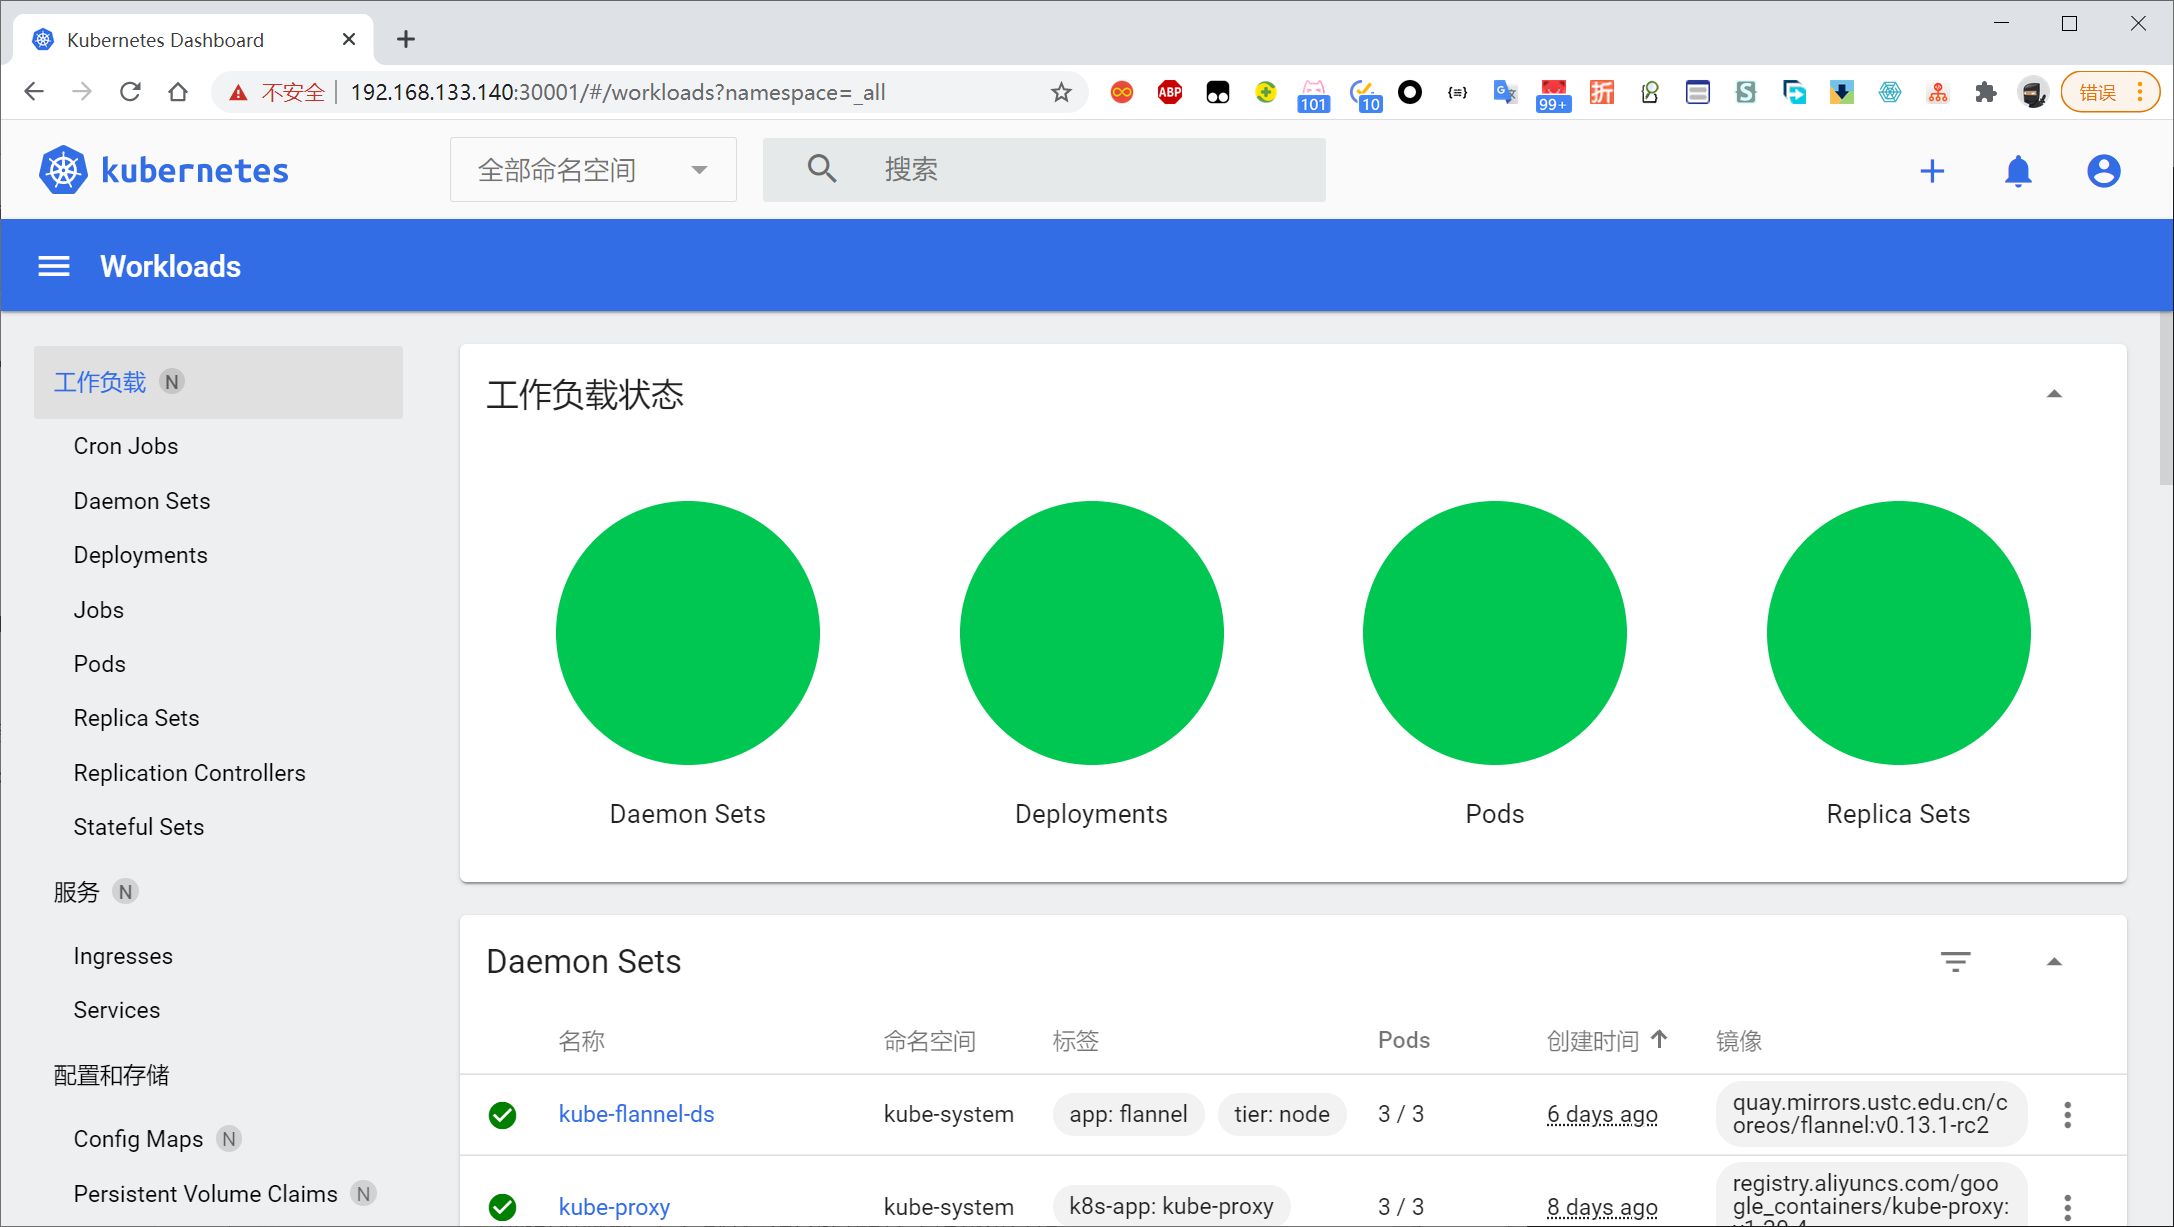 Kubernetes Dashboard
不安全 192.168.133.140:30001/#/workloads?namespace=_all
ABP
101
10
99+
折
错误
kubernetes
全部命名空间
搜索
Workloads
工作负载 N
Cron Jobs
Daemon Sets
Deployments
Jobs
Pods
Replica Sets
Replication Controllers
Stateful Sets
服务 N
Ingresses
Services
配置和存储
Config Maps N
Persistent Volume Claims N
工作负载状态
Daemon Sets
Deployments
Pods
Replica Sets
Daemon Sets
名称 命名空间 标签 Pods 创建时间 镜像
kube-flannel-ds kube-system app: flannel tier: node 3 / 3 6 days ago quay.mirrors.ustc.edu.cn/c
oreos/flannel:v0.13.1-rc2
kube-proxy kube-system k8s-app: kube-proxy 3 / 3 8 days ago registry.aliyuncs.com/goo
gle_containers/kube-proxy: